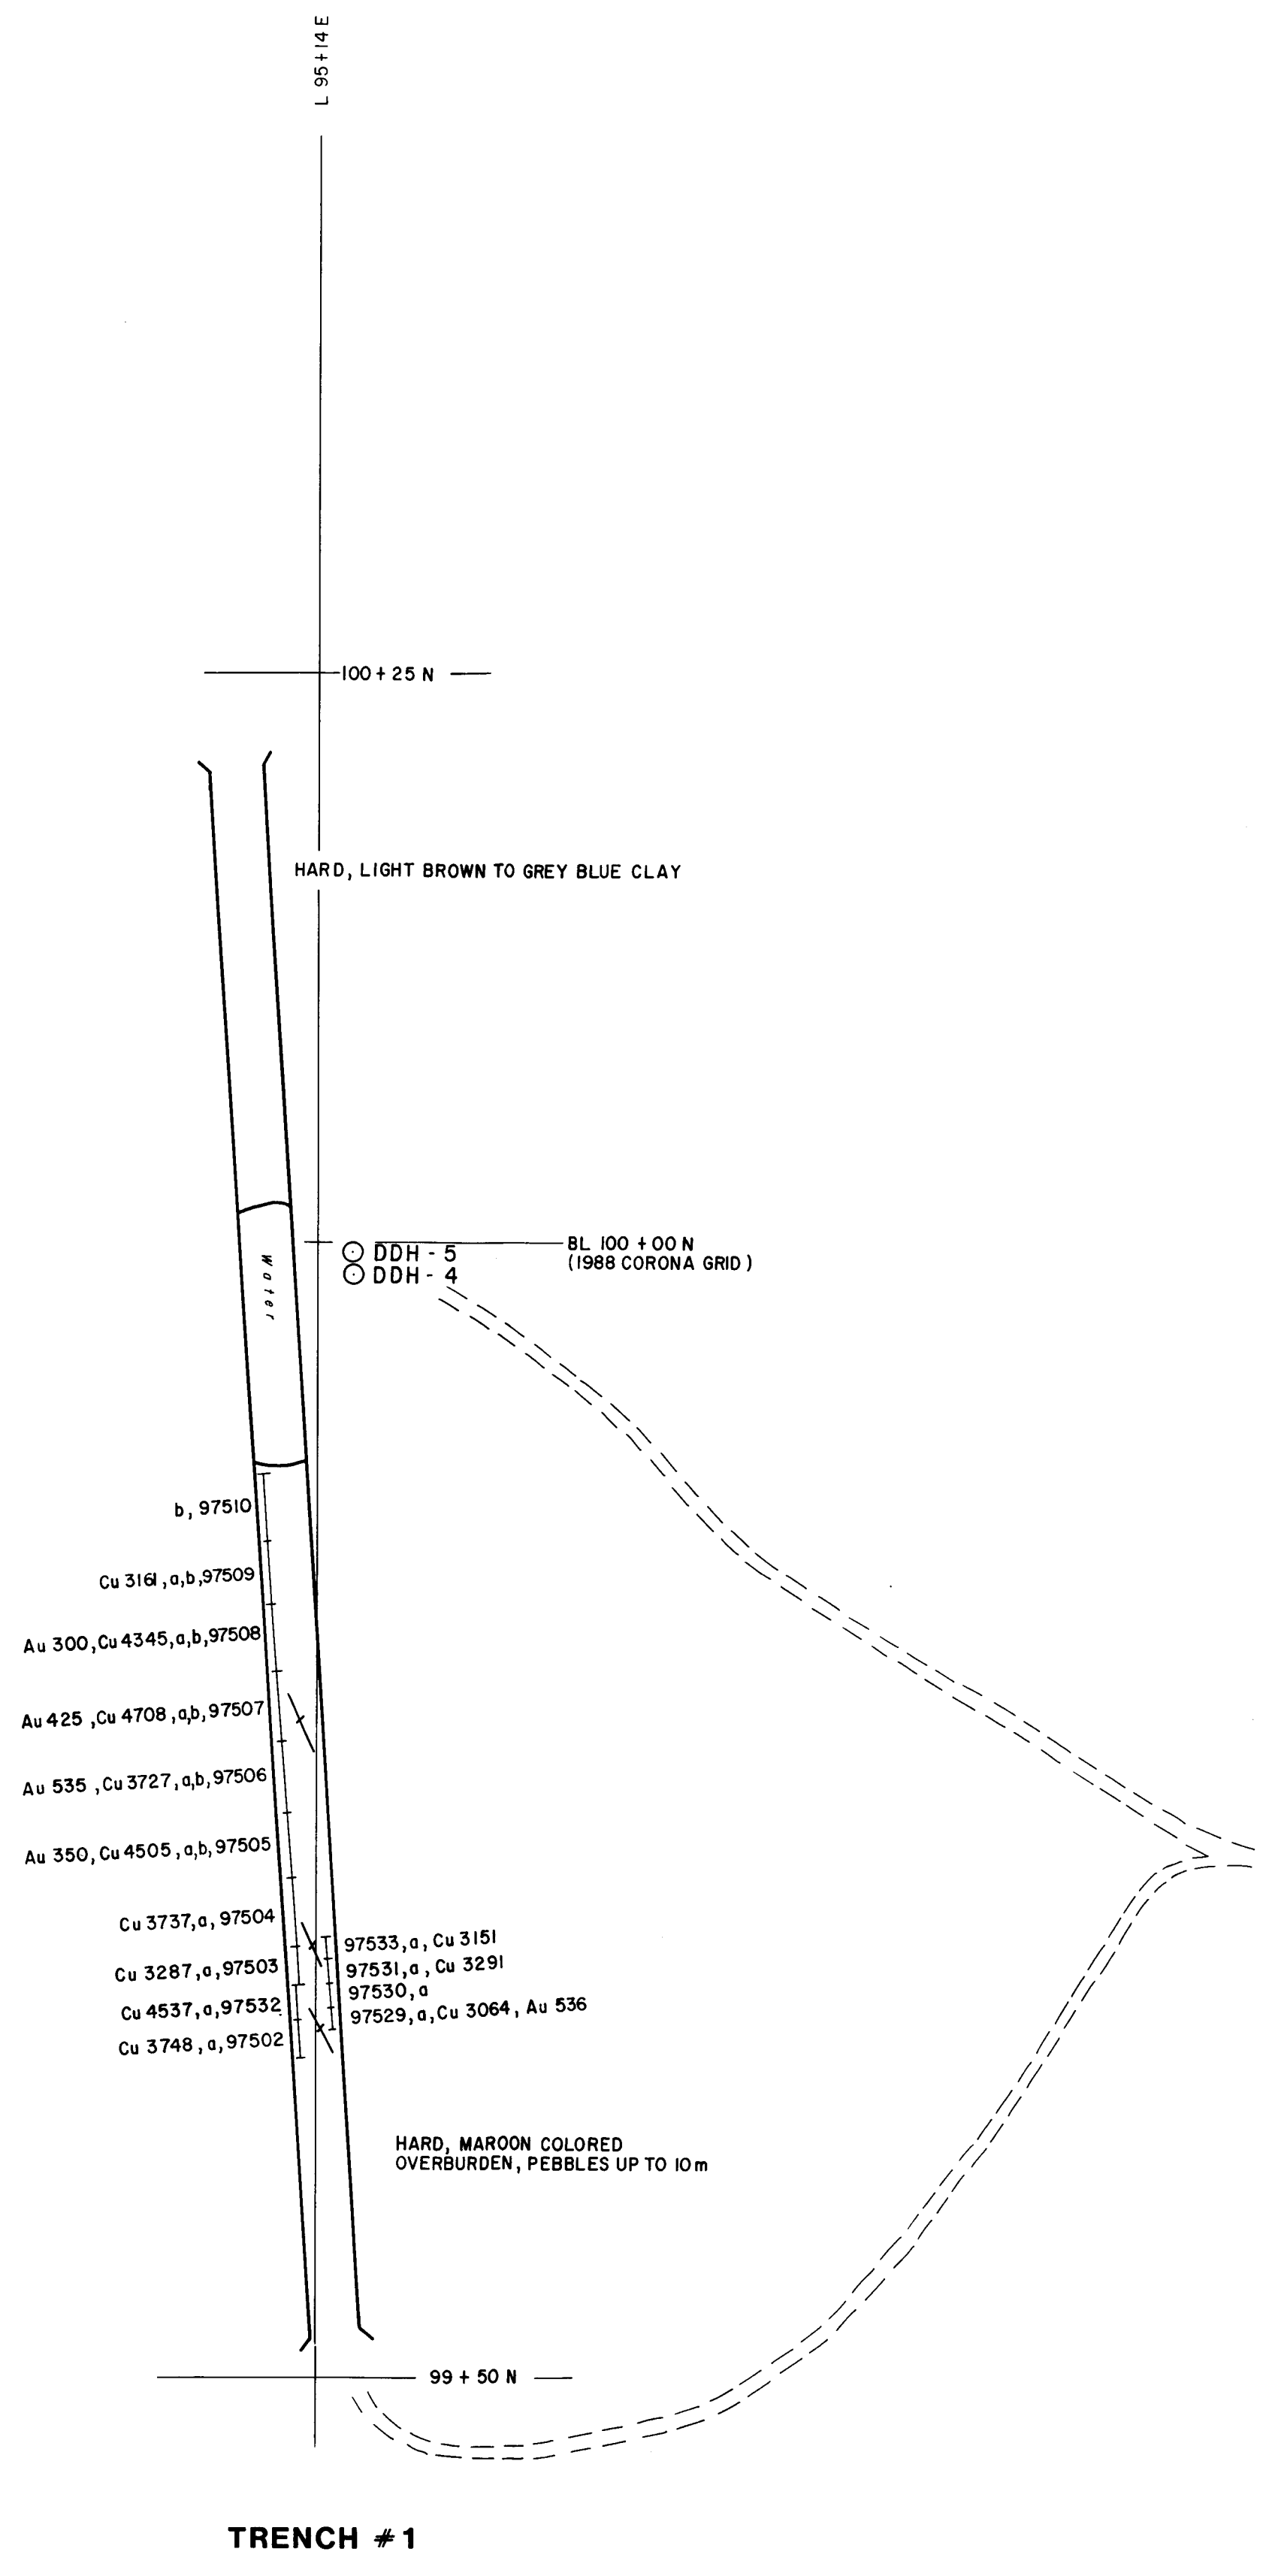 L 95+14 E
100 + 25 N
HARD, LIGHT BROWN TO GREY BLUE CLAY
DDH - 5
BL 100 + 00 N
(1988 CORONA GRID)
DDH - 4
Water
b, 97510
Cu 3161, a,b,97509
Au 300, Cu 4345, a,b, 97508
Au 425, Cu 4708, a,b, 97507
Au 535, Cu 3727, a,b, 97506
Au 350, Cu 4505, a,b, 97505
Cu 3737, a, 97504
97533, a, Cu 3151
Cu 3287, a, 97503
97531, a, Cu 3291
97530, a
Cu 4537, a, 97532
97529, a, Cu 3064, Au 536
Cu 3748, a, 97502
HARD, MAROON COLORED
OVERBURDEN, PEBBLES UP TO 10m
99 + 50 N
TRENCH #1